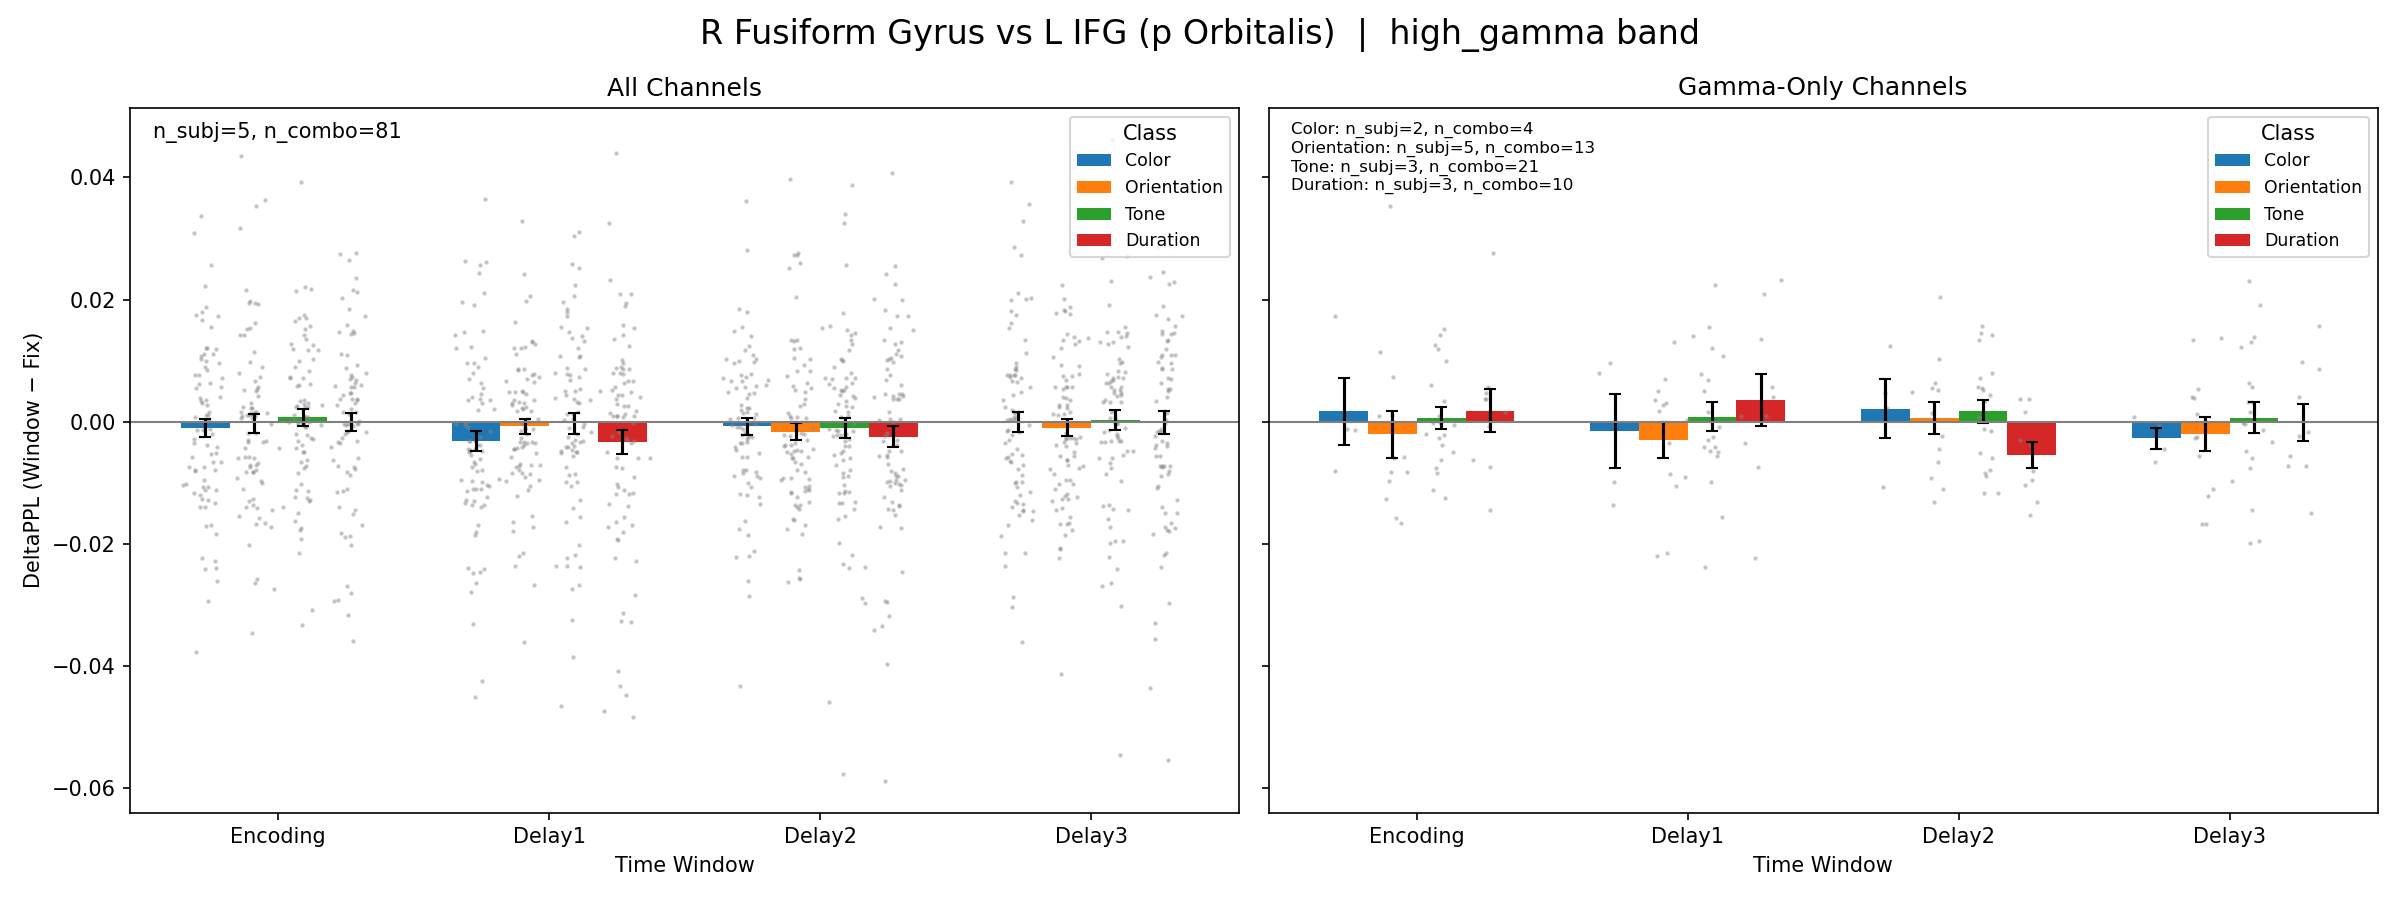 R Fusiform Gyrus vs L IFG (p Orbitalis) | high_gamma band
All Channels
n_subj=5, n_combo=81
Class
Color
Orientation
Tone
Duration
0.04
0.02
0.00
−0.02
−0.04
−0.06
DeltaPPL (Window − Fix)
Encoding
Delay1
Delay2
Delay3
Time Window
Gamma-Only Channels
Color: n_subj=2, n_combo=4
Orientation: n_subj=5, n_combo=13
Tone: n_subj=3, n_combo=21
Duration: n_subj=3, n_combo=10
Class
Color
Orientation
Tone
Duration
Encoding
Delay1
Delay2
Delay3
Time Window